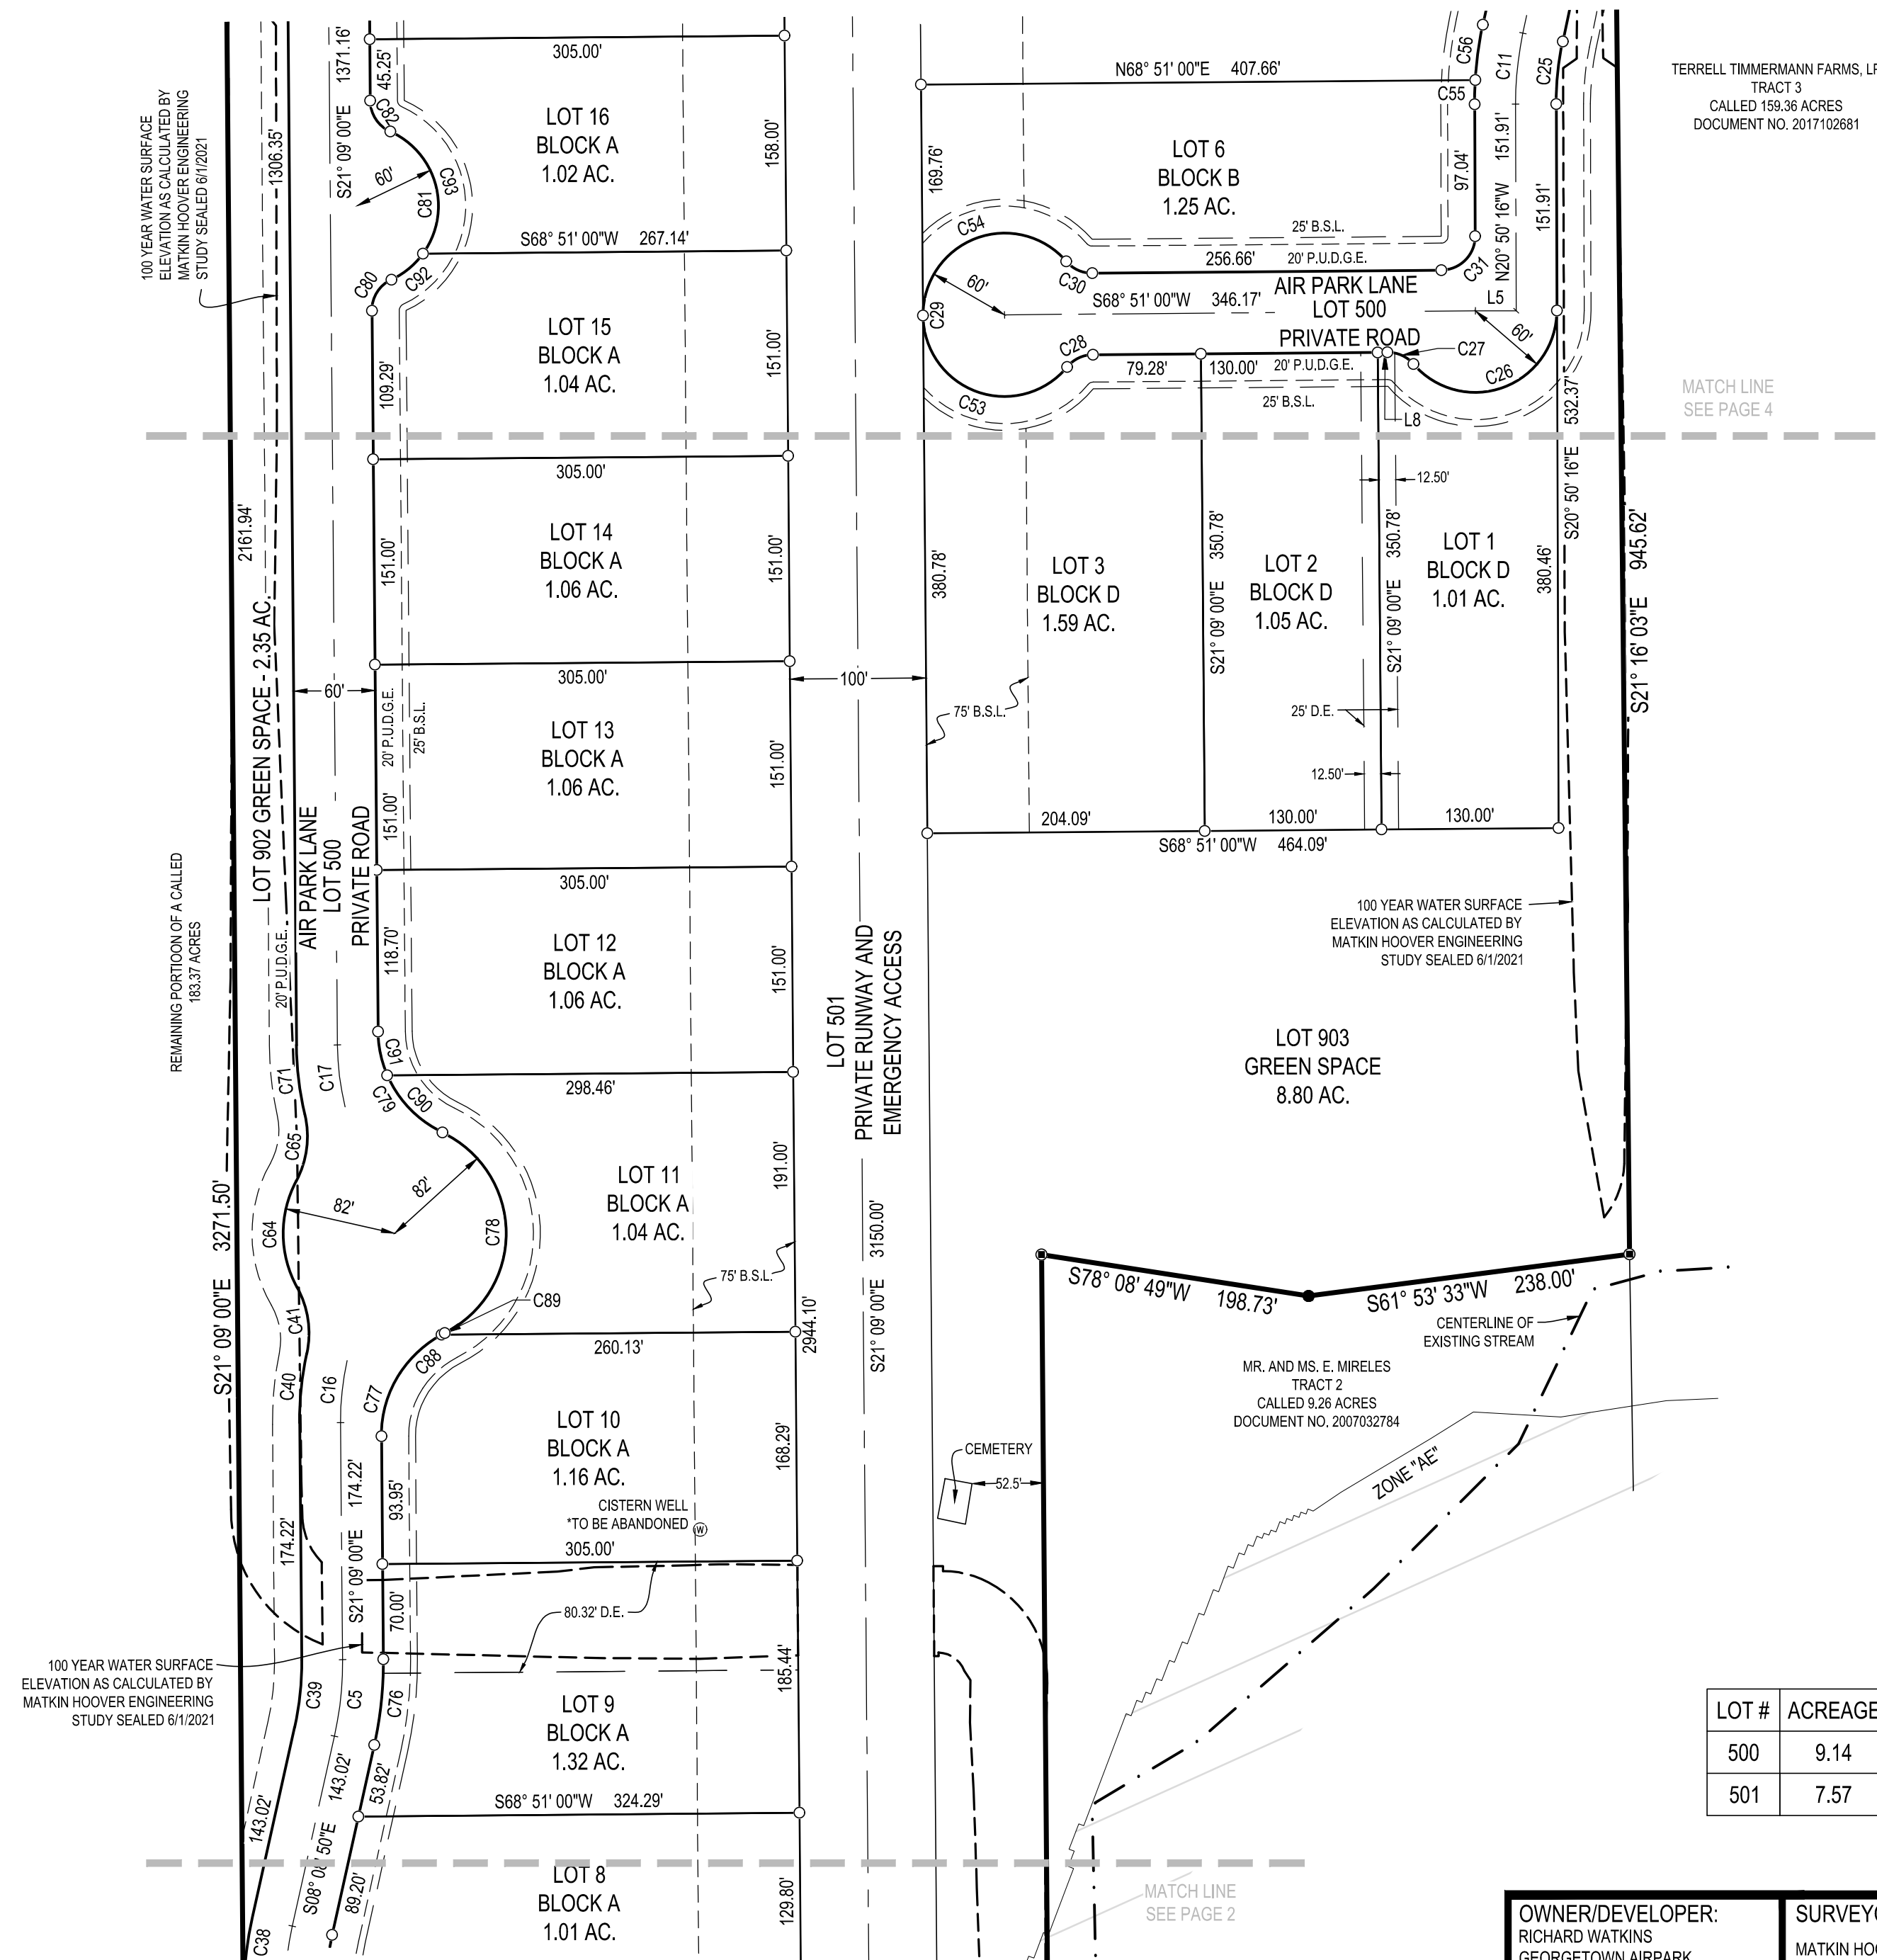 100 YEAR WATER SURFACE
ELEVATION AS CALCULATED BY
MATKIN HOOVER ENGINEERING
STUDY SEALED 6/1/2021
1306.35'
S21° 09' 00"E 1371.16'
45.25'
C82
60'
C81
C93
C80
C92
109.29'
305.00'
LOT 16
BLOCK A
1.02 AC.
158.00'
S68° 51' 00"W 267.14'
LOT 15
BLOCK A
1.04 AC.
151.00'
N68° 51' 00"E 407.66'
169.76'
LOT 6
BLOCK B
1.25 AC.
C56
C11
C25
C55
97.04'
N20° 50' 16"W 151.91'
151.91'
C54
25' B.S.L.
256.66'
20' P.U.D.G.E.
C30
C31
60'
C29
S68° 51' 00"W 346.17'
AIR PARK LANE
LOT 500
PRIVATE ROAD
L5
60'
C28
C27
C26
79.28'
130.00'
20' P.U.D.G.E.
C53
25' B.S.L.
L8
TERRELL TIMMERMANN FARMS, LP
TRACT 3
CALLED 159.36 ACRES
DOCUMENT NO. 2017102681
MATCH LINE
SEE PAGE 4
S20° 50' 16"E 532.37'
S21° 16' 03"E 945.62'
2161.94'
305.00'
LOT 14
BLOCK A
1.06 AC.
151.00'
151.00'
305.00'
60'
100'
20' P.U.D.G.E.
25' B.S.L.
LOT 13
BLOCK A
1.06 AC.
151.00'
151.00'
305.00'
380.78'
75' B.S.L.
LOT 3
BLOCK D
1.59 AC.
S21° 09' 00"E 350.78'
LOT 2
BLOCK D
1.05 AC.
12.50'
S21° 09' 00"E 350.78'
LOT 1
BLOCK D
1.01 AC.
380.46'
25' D.E.
12.50'
204.09'
130.00'
130.00'
S68° 51' 00"W 464.09'
LOT 902 GREEN SPACE - 2.35 AC.
AIR PARK LANE
LOT 500
PRIVATE ROAD
20' P.U.D.G.E.
REMAINING PORTION OF A CALLED
183.37 ACRES
118.70'
LOT 12
BLOCK A
1.06 AC.
151.00'
C91
298.46'
C71
C17
C79
C90
C65
LOT 501
PRIVATE RUNWAY AND
EMERGENCY ACCESS
100 YEAR WATER SURFACE
ELEVATION AS CALCULATED BY
MATKIN HOOVER ENGINEERING
STUDY SEALED 6/1/2021
LOT 903
GREEN SPACE
8.80 AC.
S21° 09' 00"E 3271.50'
82'
82'
C64
C78
LOT 11
BLOCK A
1.04 AC.
191.00'
75' B.S.L.
S21° 09' 00"E 3150.00'
2944.10'
C89
C41
260.13'
C88
C40
C16
C77
S78° 08' 49"W 198.73'
S61° 53' 33"W 238.00'
CENTERLINE OF
EXISTING STREAM
MR. AND MS. E. MIRELES
TRACT 2
CALLED 9.26 ACRES
DOCUMENT NO. 2007032784
ZONE "AE"
CEMETERY
52.5'
LOT 10
BLOCK A
1.16 AC.
168.29'
CISTERN WELL
*TO BE ABANDONED
W
93.95'
S21° 09' 00"E 174.22'
174.22'
305.00'
70.00'
80.32' D.E.
100 YEAR WATER SURFACE
ELEVATION AS CALCULATED BY
MATKIN HOOVER ENGINEERING
STUDY SEALED 6/1/2021
C39
C5
C76
LOT 9
BLOCK A
1.32 AC.
185.44'
143.02'
S08° 08' 50"E 143.02'
53.82'
S68° 51' 00"W 324.29'
89.20'
C38
LOT 8
BLOCK A
1.01 AC.
129.80'
MATCH LINE
SEE PAGE 2
LOT # ACREAGE
500 9.14
501 7.57
OWNER/DEVELOPER:
RICHARD WATKINS
GEORGETOWN AIRPARK
SURVEYO
MATKIN HOO